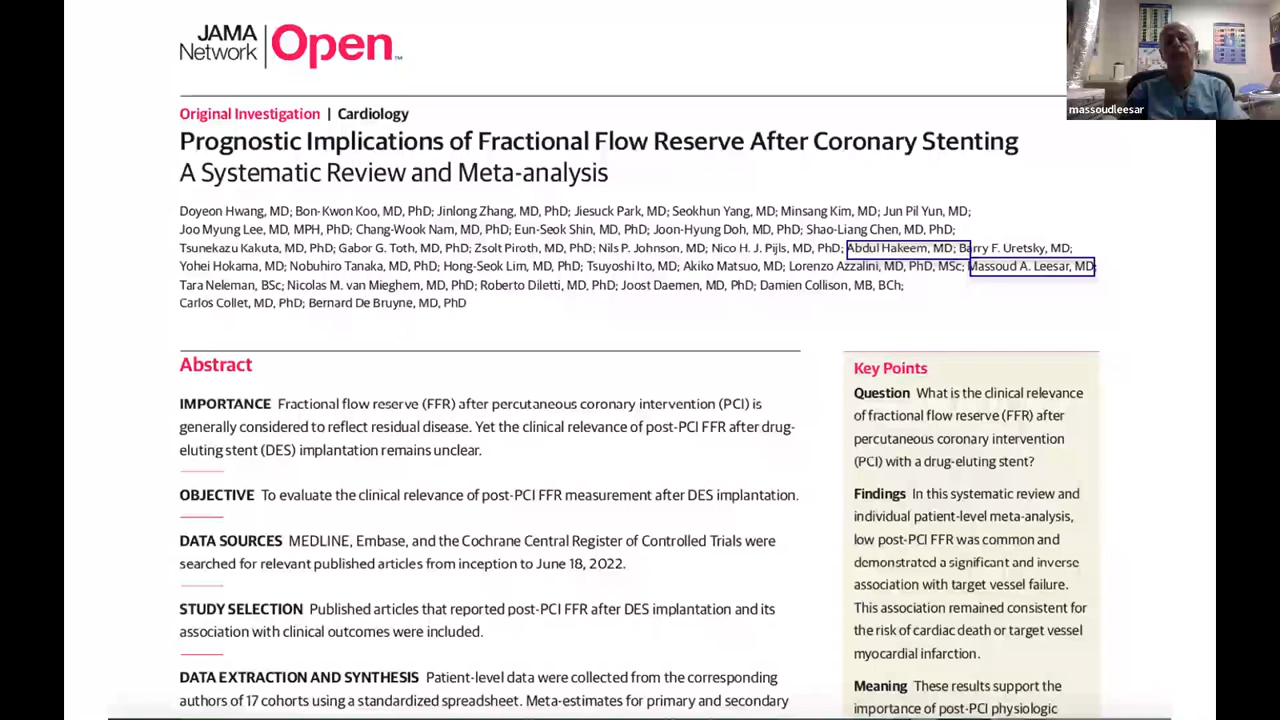 JAMA
Network
Open™
massoudleesar
Original Investigation | Cardiology
Prognostic Implications of Fractional Flow Reserve After Coronary Stenting
A Systematic Review and Meta-analysis
Doyeon Hwang, MD; Bon-Kwon Koo, MD, PhD; Jinlong Zhang, MD, PhD; Jiesuck Park, MD; Seokhun Yang, MD; Minsang Kim, MD; Jun Pil Yun, MD;
Joo Myung Lee, MD, MPH, PhD; Chang-Wook Nam, MD, PhD; Eun-Seok Shin, MD, PhD; Joon-Hyung Doh, MD, PhD; Shao-Liang Chen, MD, PhD;
Tsunekazu Kakuta, MD, PhD; Gabor G. Toth, MD, PhD; Zsolt Piroth, MD, PhD; Nils P. Johnson, MD; Nico H. J. Pijls, MD, PhD; Abdul Hakeem, MD; Barry F. Uretsky, MD;
Yohei Hokama, MD; Nobuhiro Tanaka, MD, PhD; Hong-Seok Lim, MD, PhD; Tsuyoshi Ito, MD; Akiko Matsuo, MD; Lorenzo Azzalini, MD, PhD, MSc; Massoud A. Leesar, MD;
Tara Neleman, BSc; Nicolas M. van Mieghem, MD, PhD; Roberto Diletti, MD, PhD; Joost Daemen, MD, PhD; Damien Collison, MB, BCh;
Carlos Collet, MD, PhD; Bernard De Bruyne, MD, PhD
Abstract
IMPORTANCE Fractional flow reserve (FFR) after percutaneous coronary intervention (PCI) is
generally considered to reflect residual disease. Yet the clinical relevance of post-PCI FFR after drug-
eluting stent (DES) implantation remains unclear.
OBJECTIVE To evaluate the clinical relevance of post-PCI FFR measurement after DES implantation.
DATA SOURCES MEDLINE, Embase, and the Cochrane Central Register of Controlled Trials were
searched for relevant published articles from inception to June 18, 2022.
STUDY SELECTION Published articles that reported post-PCI FFR after DES implantation and its
association with clinical outcomes were included.
DATA EXTRACTION AND SYNTHESIS Patient-level data were collected from the corresponding
authors of 17 cohorts using a standardized spreadsheet. Meta-estimates for primary and secondary
Key Points
Question What is the clinical relevance
of fractional flow reserve (FFR) after
percutaneous coronary intervention
(PCI) with a drug-eluting stent?
Findings In this systematic review and
individual patient-level meta-analysis,
low post-PCI FFR was common and
demonstrated a significant and inverse
association with target vessel failure.
This association remained consistent for
the risk of cardiac death or target vessel
myocardial infarction.
Meaning These results support the
importance of post-PCI physiologic